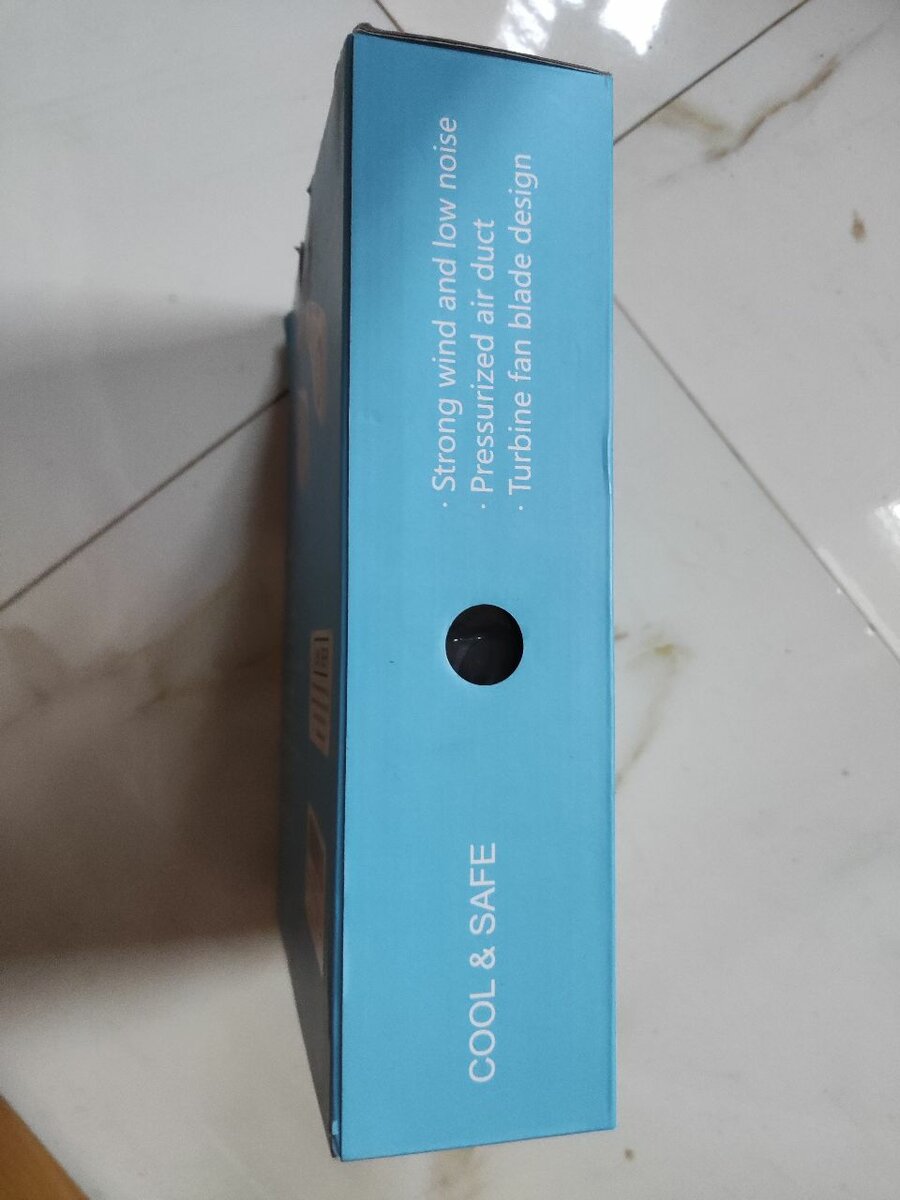 COOL & SAFE
· Strong wind and low noise
· Pressurized air duct
· Turbine fan blade design